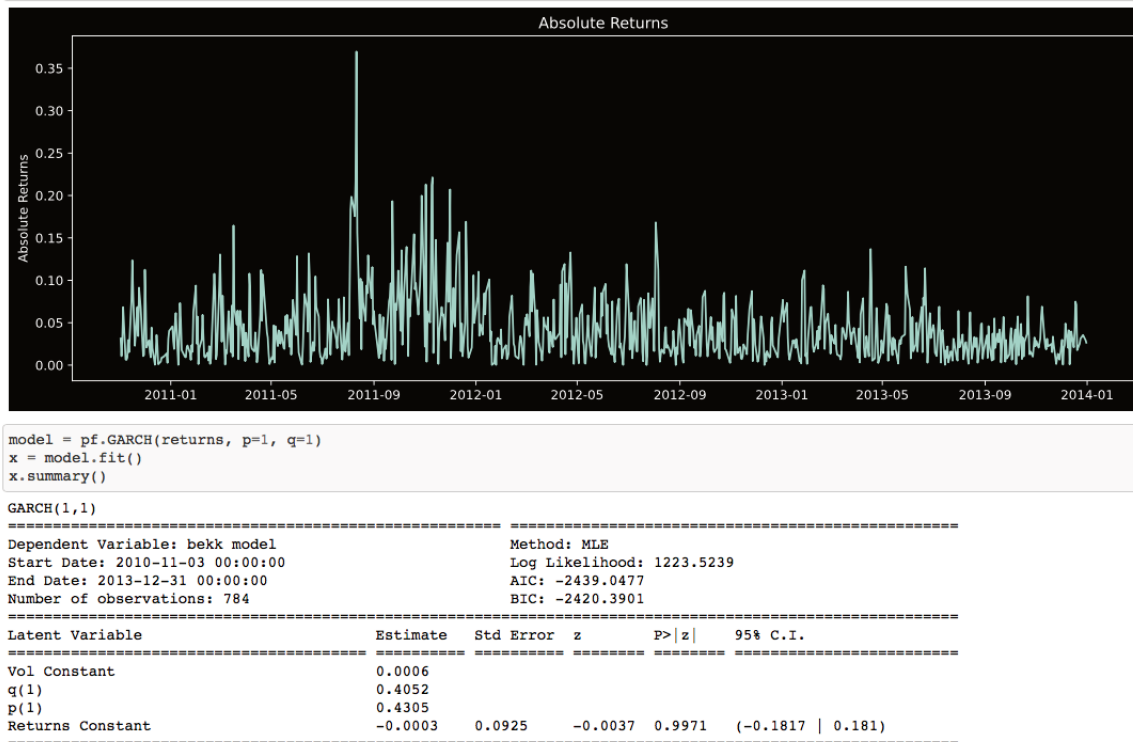 Absolute Returns
0.35
0.30
0.25
0.20
0.15
0.10
0.05
0.00
Absolute Returns
2011-01 2011-05 2011-09 2012-01 2012-05 2012-09 2013-01 2013-05 2013-09 2014-01
model = pf.GARCH(returns, p=1, q=1)
x = model.fit()
x.summary()
GARCH(1,1)
======================================================= ==================================================
Dependent Variable: bekk model Method: MLE
Start Date: 2010-11-03 00:00:00 Log Likelihood: 1223.5239
End Date: 2013-12-31 00:00:00 AIC: -2439.0477
Number of observations: 784 BIC: -2420.3901
==========================================================================================================
Latent Variable Estimate Std Error z P>|z| 95% C.I.
======================================== ========== ========== ======== ======== =========================
Vol Constant 0.0006
q(1) 0.4052
p(1) 0.4305
Returns Constant -0.0003 0.0925 -0.0037 0.9971 (-0.1817 | 0.181)
==========================================================================================================